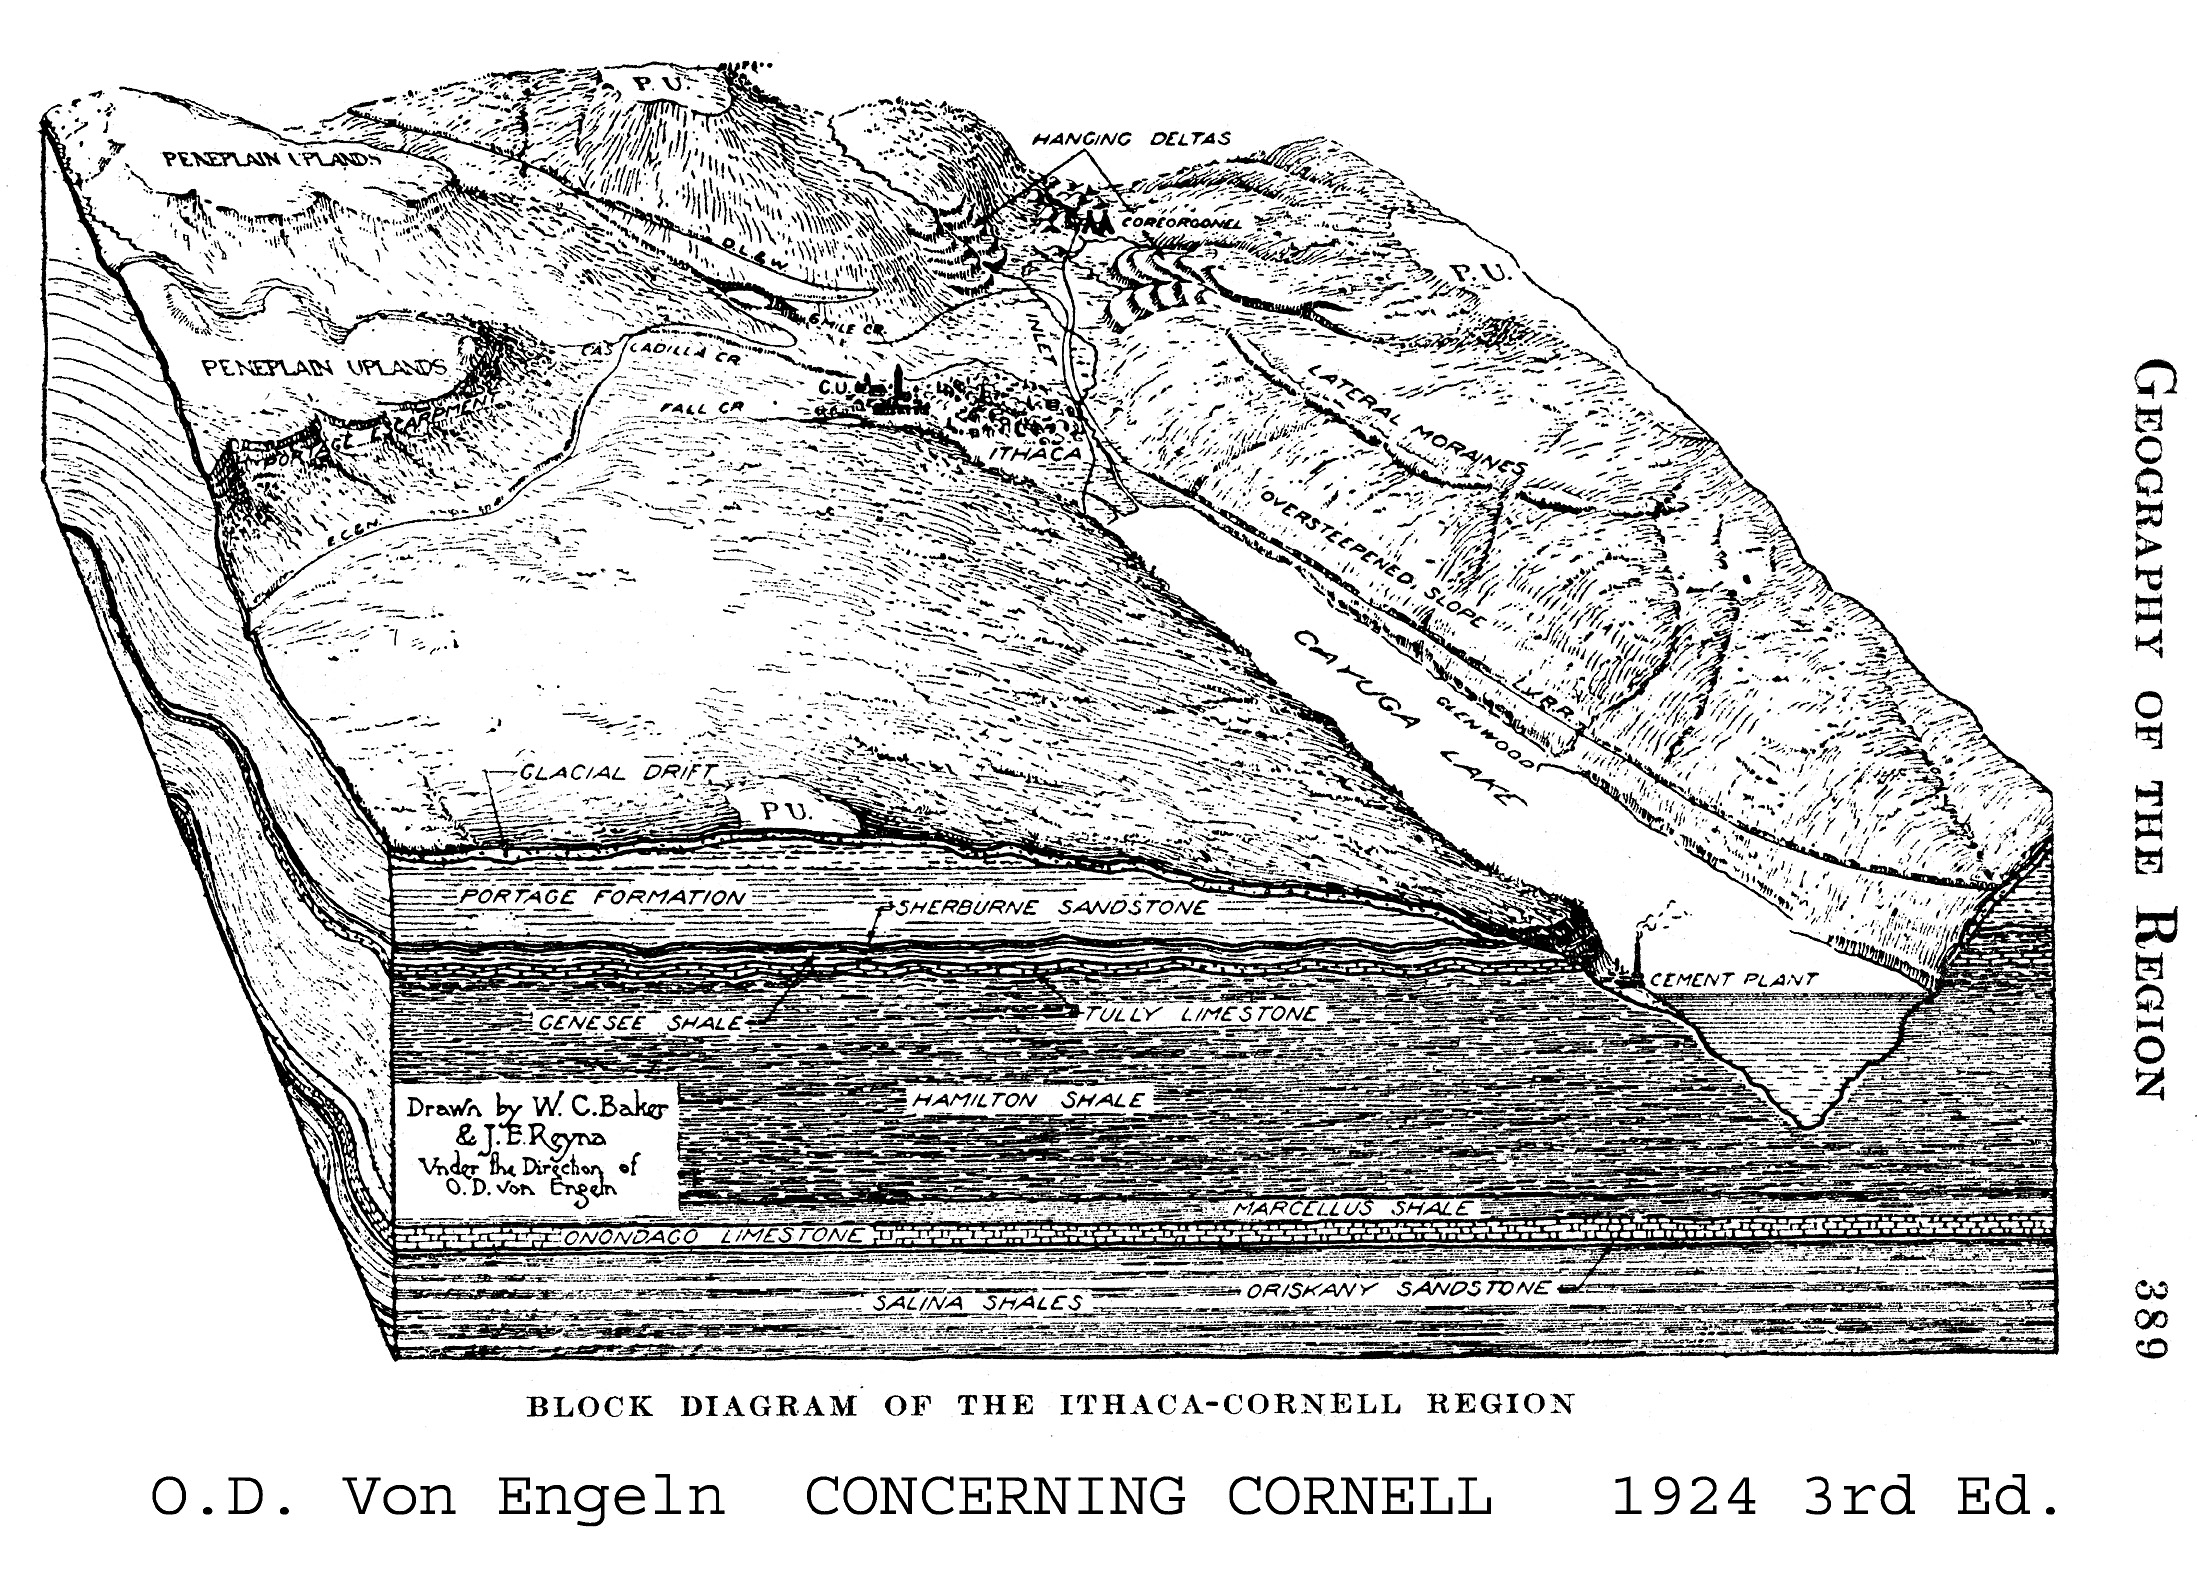 P. U.
PENEPLAIN UPLANDS
HANGING DELTAS
COREORGONEL
D.L.& W.
P. U.
6 MILE CR.
INLET
CASCADILLA CR
PENEPLAIN UPLANDS
C.U.
FALL CR
PORTAGE ESCARPMENT
ITHACA
LATERAL MORAINES
OVERSTEEPENED SLOPE
E.C.& N.
CAYUGA LAKE
L.V.R.R.
GLENWOOD
GLACIAL DRIFT
P U.
PORTAGE FORMATION
SHERBURNE SANDSTONE
CEMENT PLANT
GENESEE SHALE
TULLY LIMESTONE
HAMILTON SHALE
Drawn by W. C. Baker
& J. E. Reyna
Under the Direction of
O. D. von Engeln
MARCELLUS SHALE
ONONDAGO LIMESTONE
ORISKANY SANDSTONE
SALINA SHALES
BLOCK DIAGRAM OF THE ITHACA-CORNELL REGION
GEOGRAPHY OF THE REGION 389
O.D. Von Engeln CONCERNING CORNELL 1924 3rd Ed.